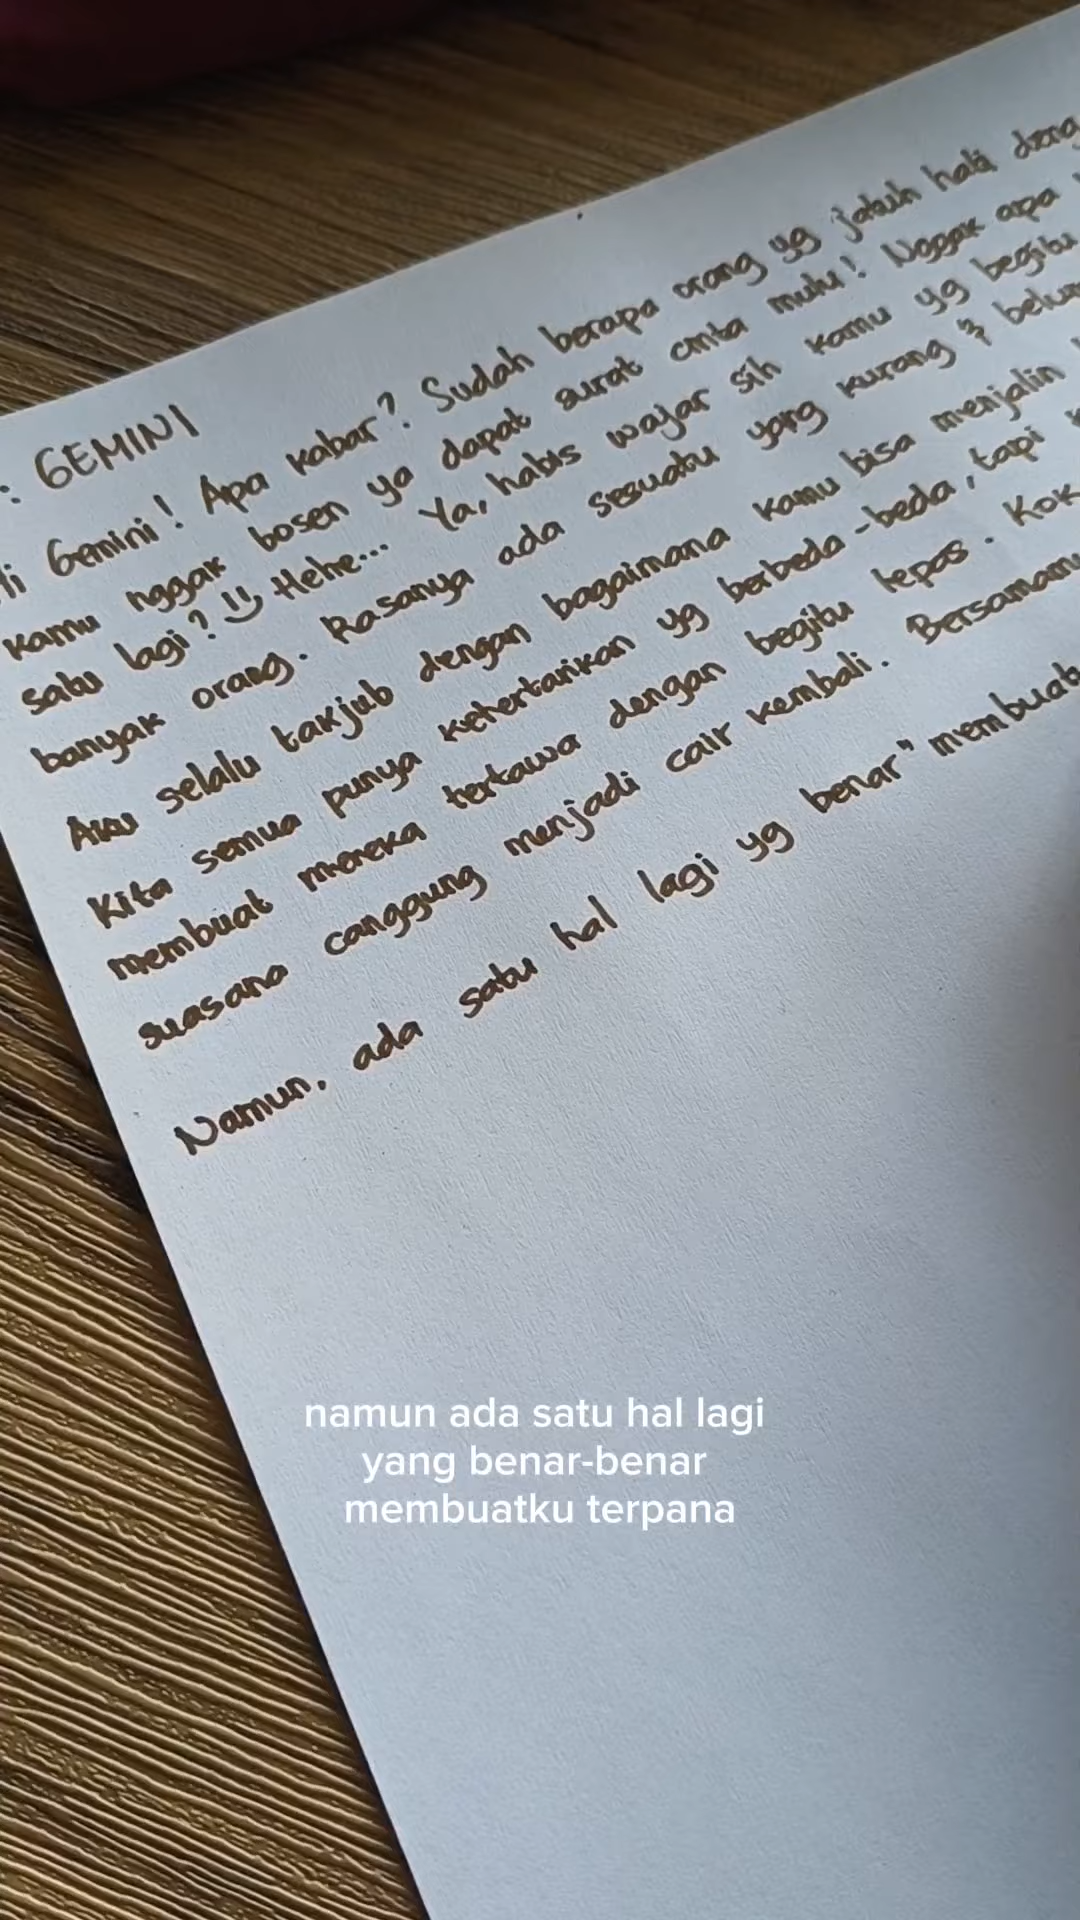 : GEMINI
Hi Gemini! Apa kabar? Sudah berapa orang yg jatuh hati deng
kamu nggak bosen ya dapat surat cinta mulu! Nggak apa
satu lagi? Hehe... Ya, habis wajar sih kamu yg begitu
banyak orang. Rasanya ada sesuatu yang kurang & belum
Aku selalu takjub dengan bagaimana kamu bisa menjalin
Kita semua punya ketertarikan yg berbeda-beda, tapi
membuat mereka tertawa dengan begitu lepas. Kok
suasana canggung menjadi cair kembali. Bersamamu
Namun, ada satu hal lagi yg benar" membuat
namun ada satu hal lagi
yang benar-benar
membuatku terpana